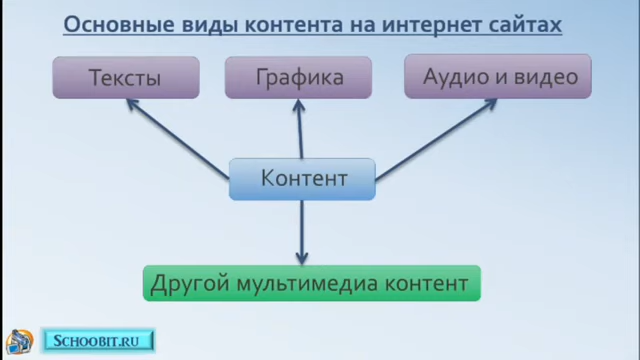 Основные виды контента на интернет сайтах
Тексты
Графика
Аудио и видео
Контент
Другой мультимедиа контент
Schoobit.ru